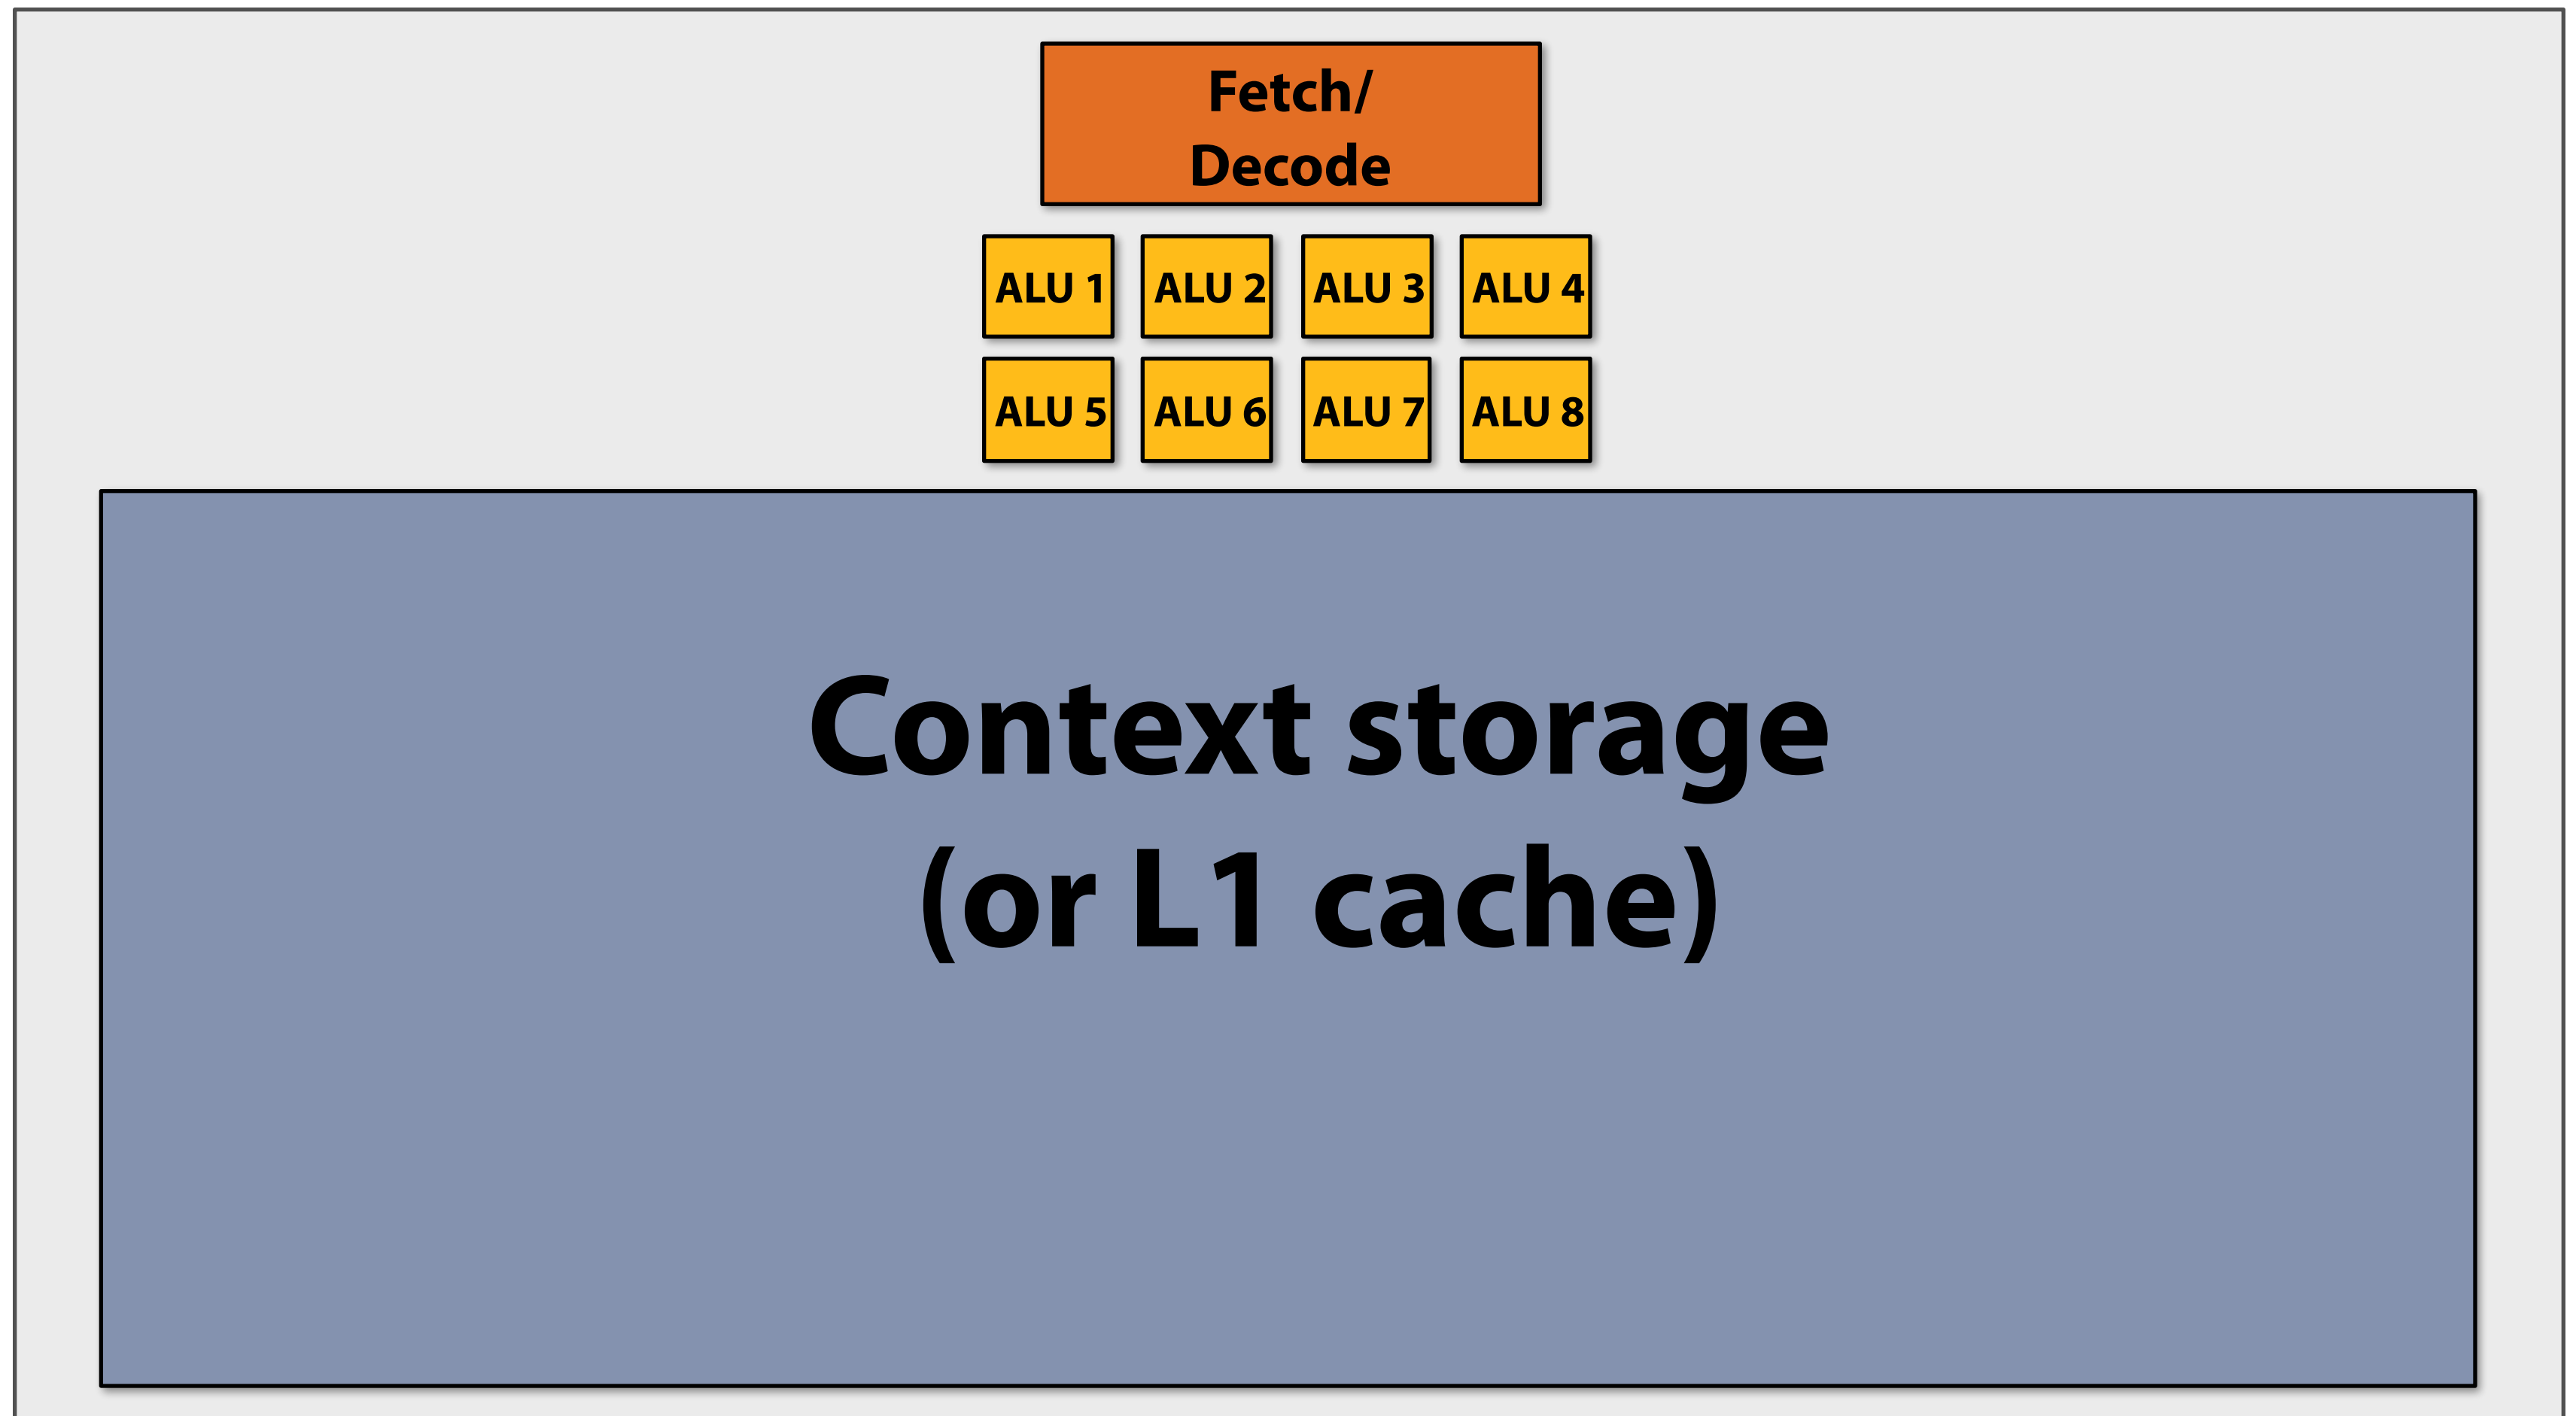 Fetch/
Decode
ALU 1 ALU 2 ALU 3 ALU 4
ALU 5 ALU 6 ALU 7 ALU 8
Context storage
(or L1 cache)